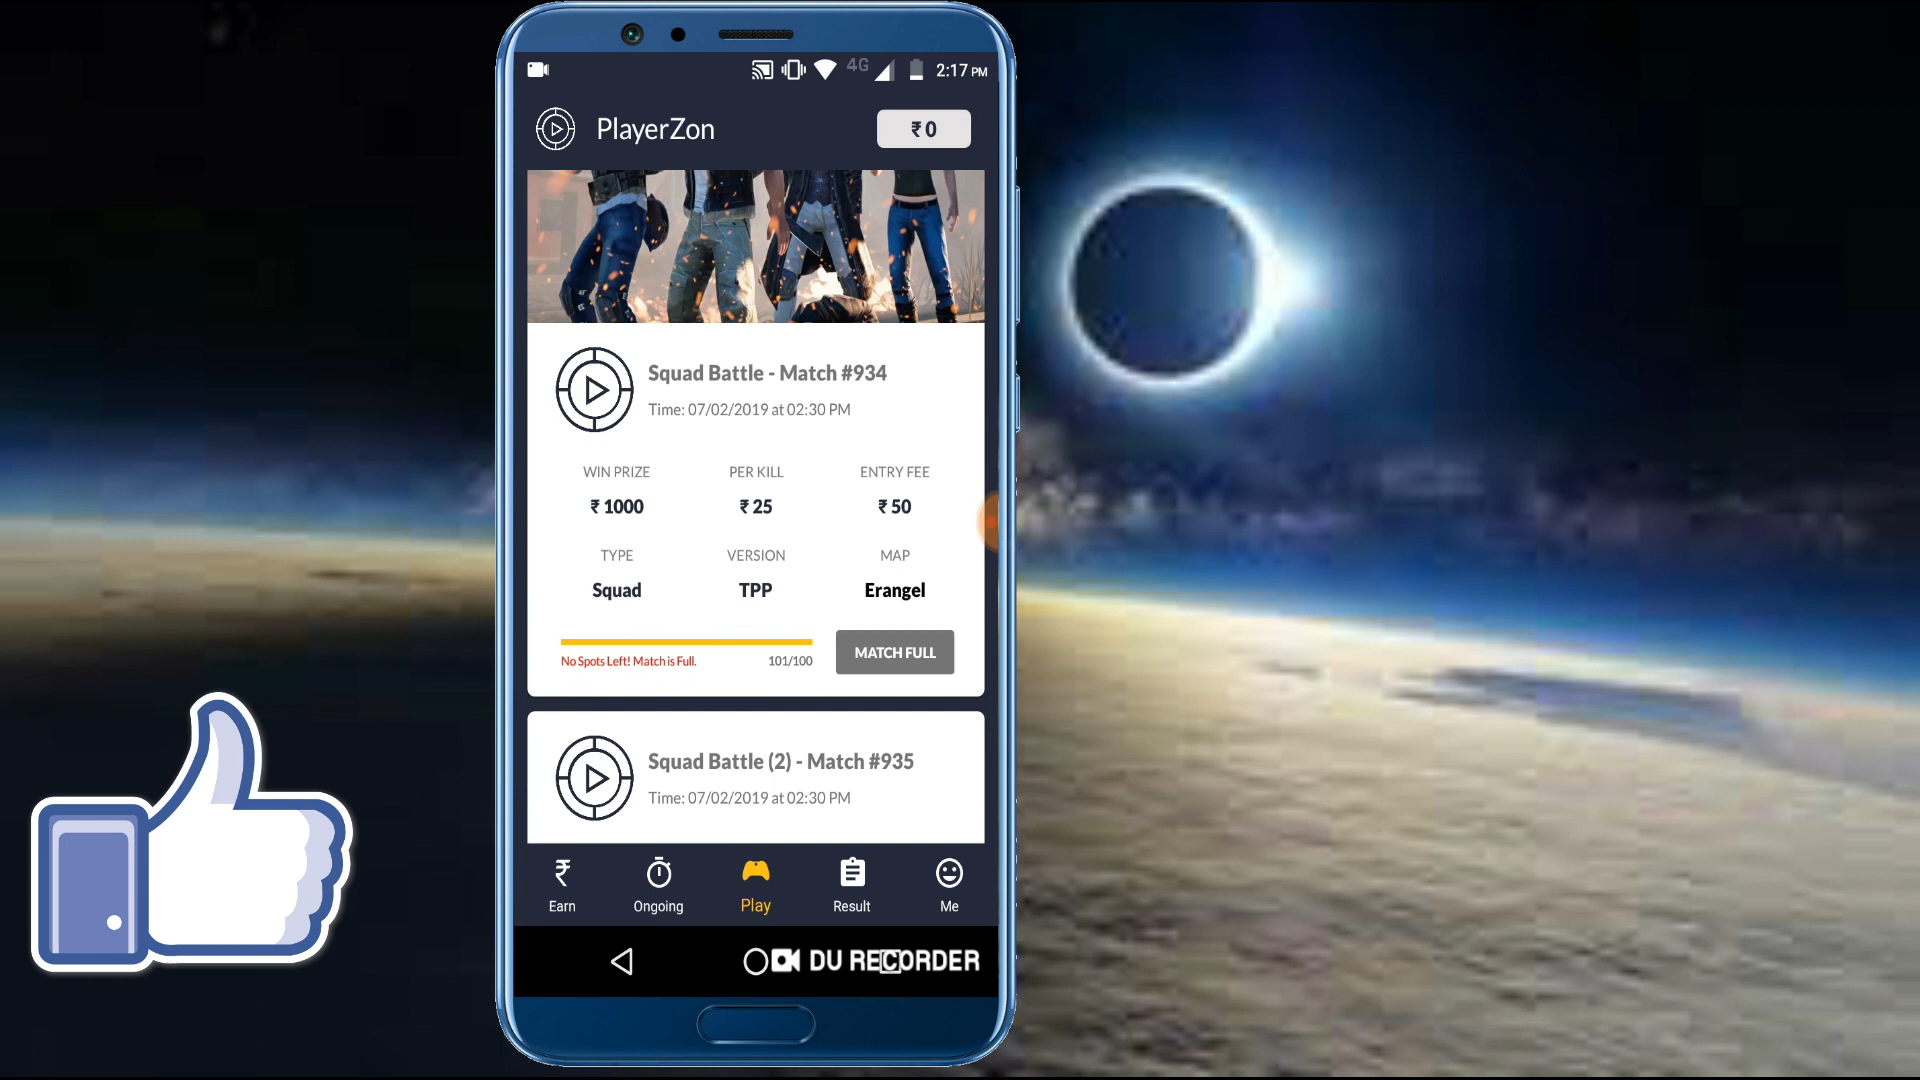 4G 2:17 PM
PlayerZon
₹ 0
Squad Battle - Match #934
Time: 07/02/2019 at 02:30 PM
WIN PRIZE PER KILL ENTRY FEE
₹ 1000 ₹ 25 ₹ 50
TYPE VERSION MAP
Squad TPP Erangel
No Spots Left! Match is Full. 101/100 MATCH FULL
Squad Battle (2) - Match #935
Time: 07/02/2019 at 02:30 PM
Earn Ongoing Play Result Me
DU RECORDER